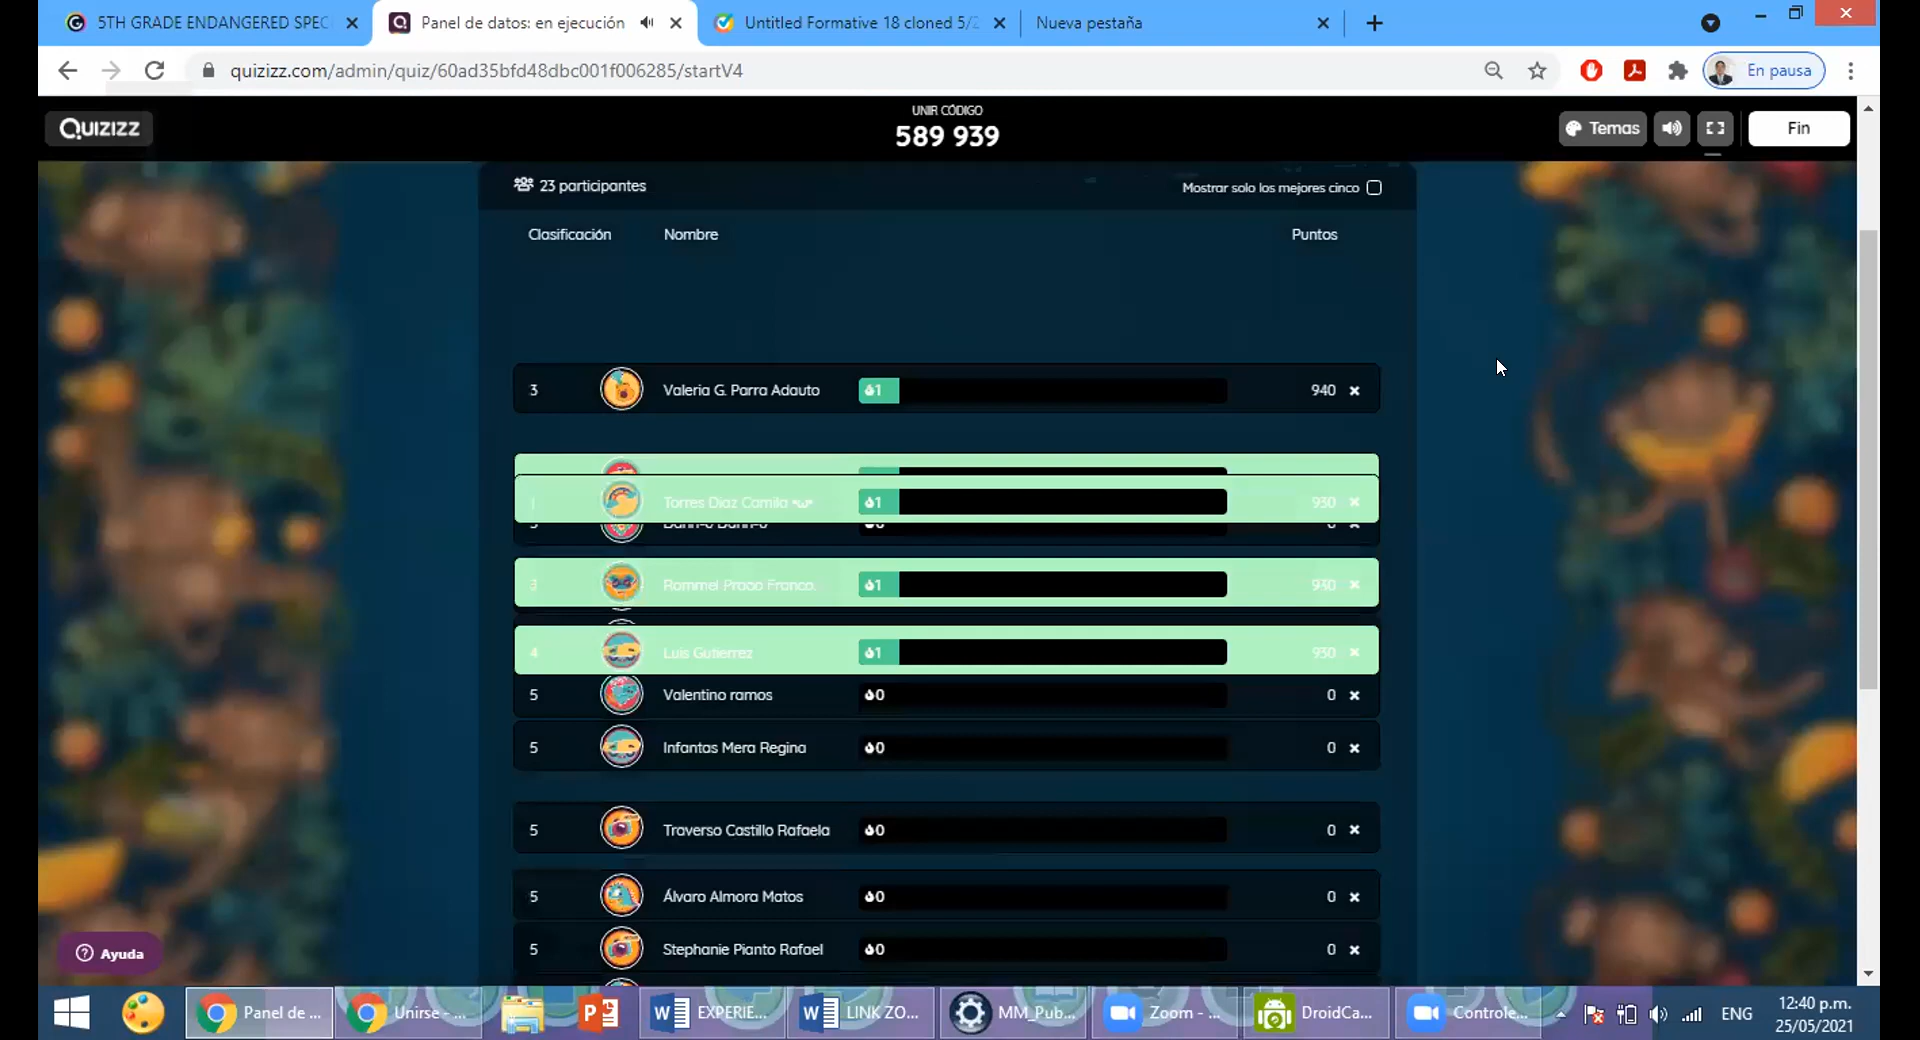 5TH GRADE ENDANGERED SPEC
Panel de datos: en ejecución
Untitled Formative 18 cloned 5/2
Nueva pestaña
quizizz.com/admin/quiz/60ad35bfd48dbc001f006285/startV4
En pausa
Quizizz
UNIR CÓDIGO
589 939
Temas
Fin
23 participantes
Mostrar solo los mejores cinco
Clasificación Nombre Puntos
3 Valeria G. Parra Adauto 1 940
1 Torres Diaz Camila 1 930
Rommel Proao Franco. 1 930
4 Luis Gutierrez 1 930
5 Valentino ramos 0 0
5 Infantas Mera Regina 0 0
5 Traverso Castillo Rafaela 0 0
5 Álvaro Almora Matos 0 0
5 Stephanie Pianto Rafael 0 0
Ayuda
Panel de ...
Unirse - ...
EXPERIE...
LINK ZO...
MM_Pub...
Zoom - ...
DroidCa...
Controle...
ENG
12:40 p.m.
25/05/2021